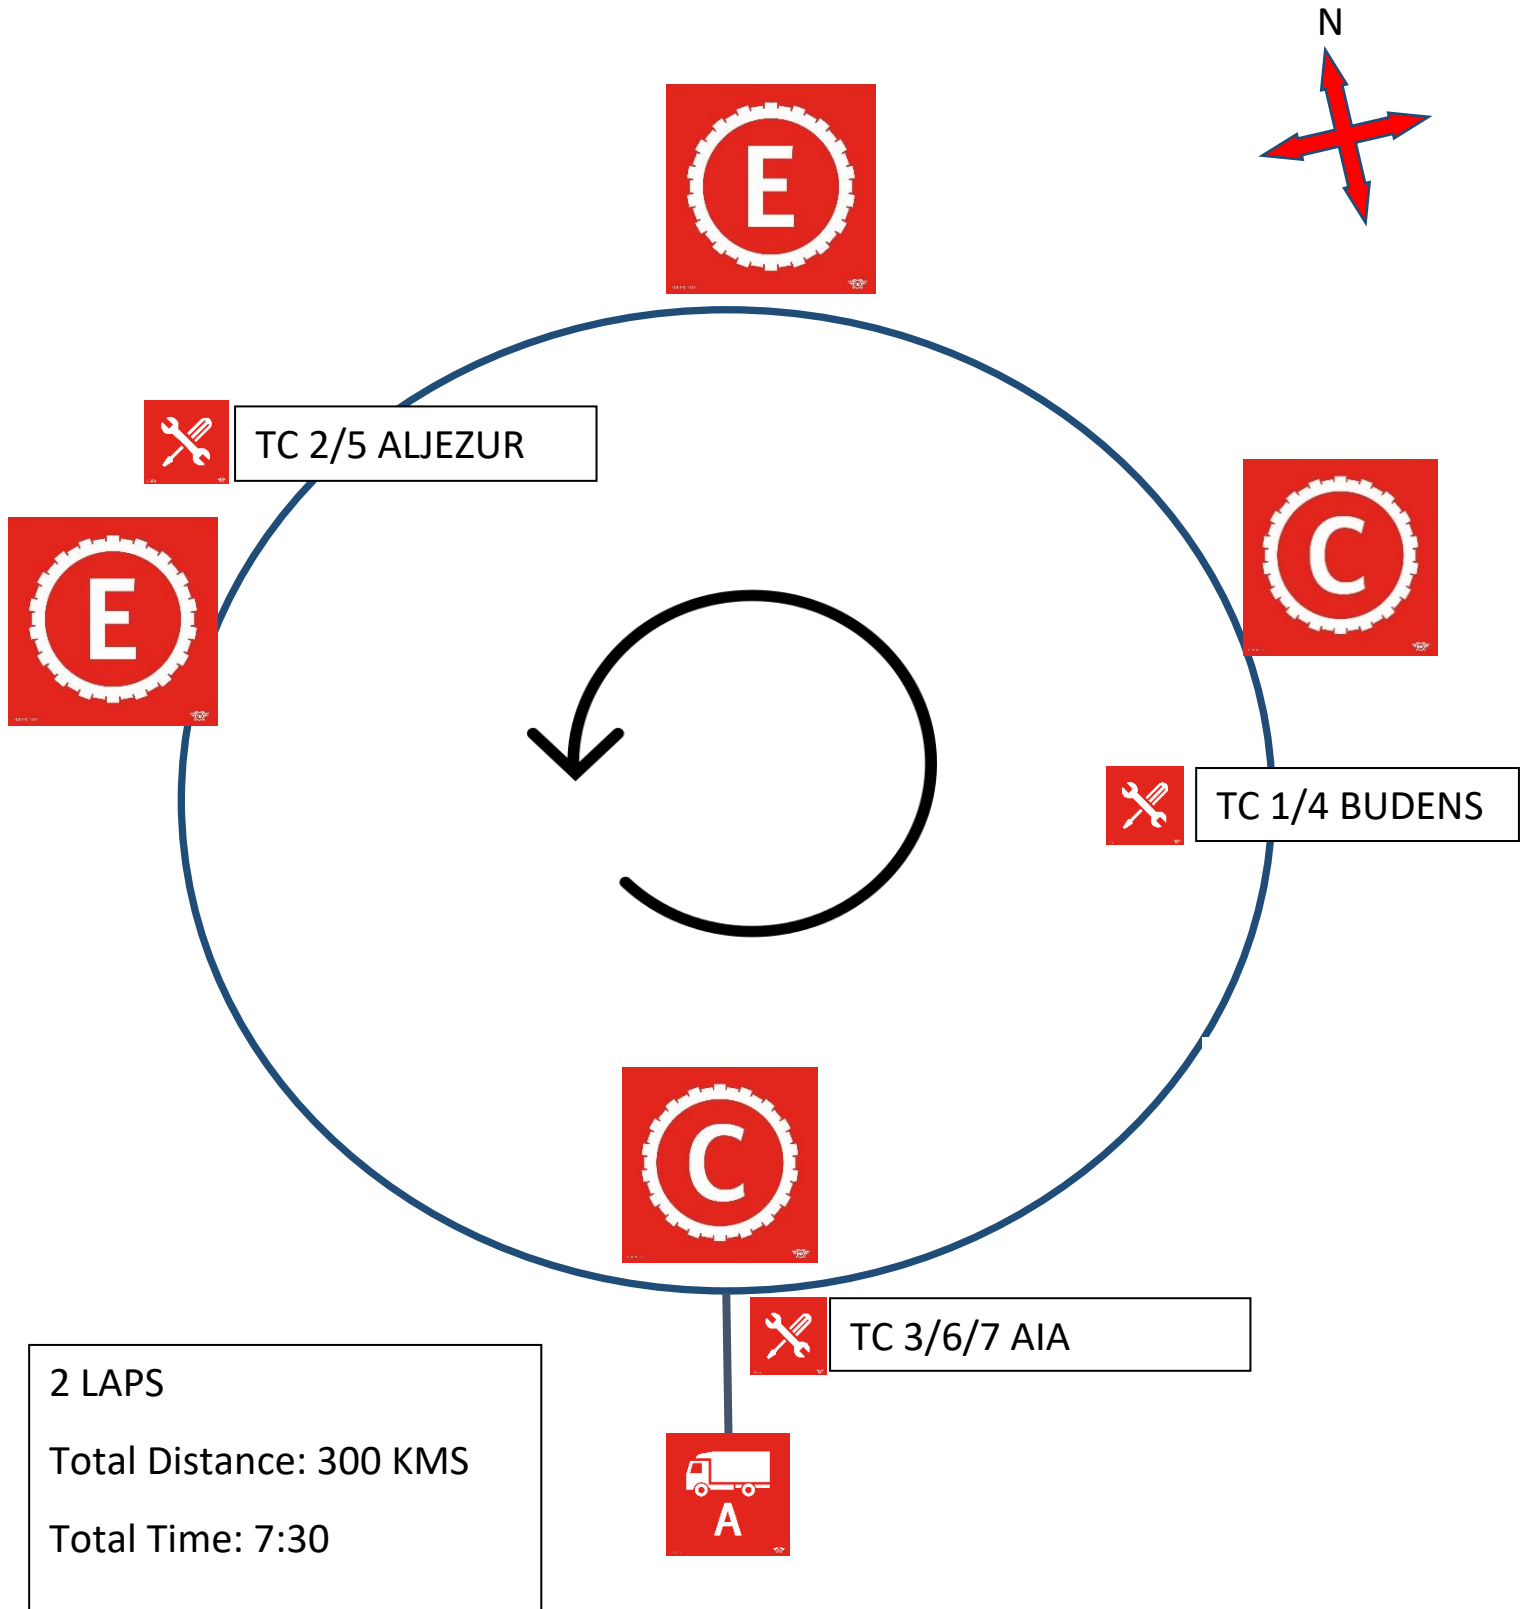 N
E
TC 2/5 ALJEZUR
C
E
TC 1/4 BUDENS
C
TC 3/6/7 AIA
2 LAPS
Total Distance: 300 KMS
Total Time: 7:30
A